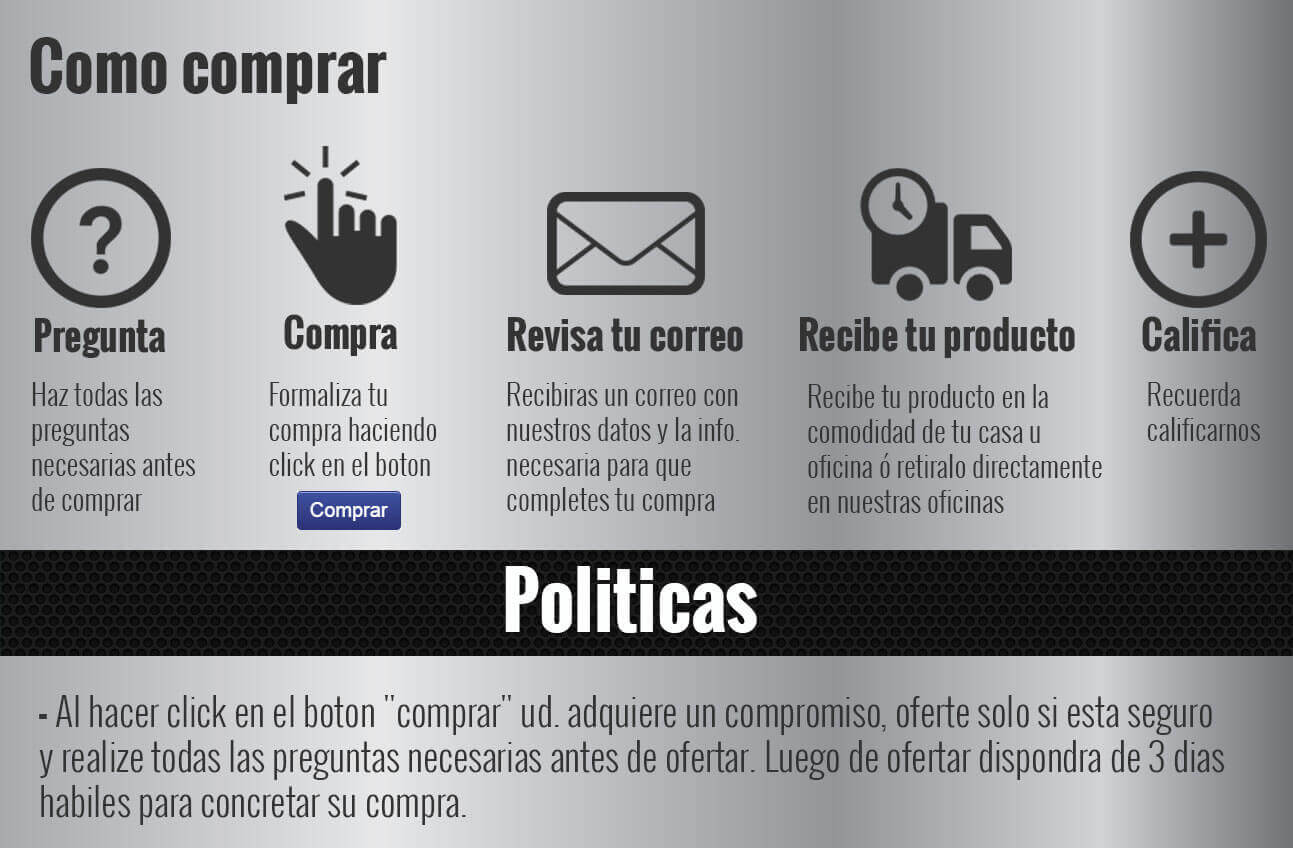 Como comprar
?
Pregunta
Haz todas las
preguntas
necesarias antes
de comprar
Compra
Formaliza tu
compra haciendo
click en el boton
Comprar
Revisa tu correo
Recibiras un correo con
nuestros datos y la info.
necesaria para que
completes tu compra
Recibe tu producto
Recibe tu producto en la
comodidad de tu casa u
oficina ó retiralo directamente
en nuestras oficinas
Califica
Recuerda
calificarnos
Politicas
- Al hacer click en el boton "comprar" ud. adquiere un compromiso, oferte solo si esta seguro
y realize todas las preguntas necesarias antes de ofertar. Luego de ofertar dispondra de 3 dias
habiles para concretar su compra.